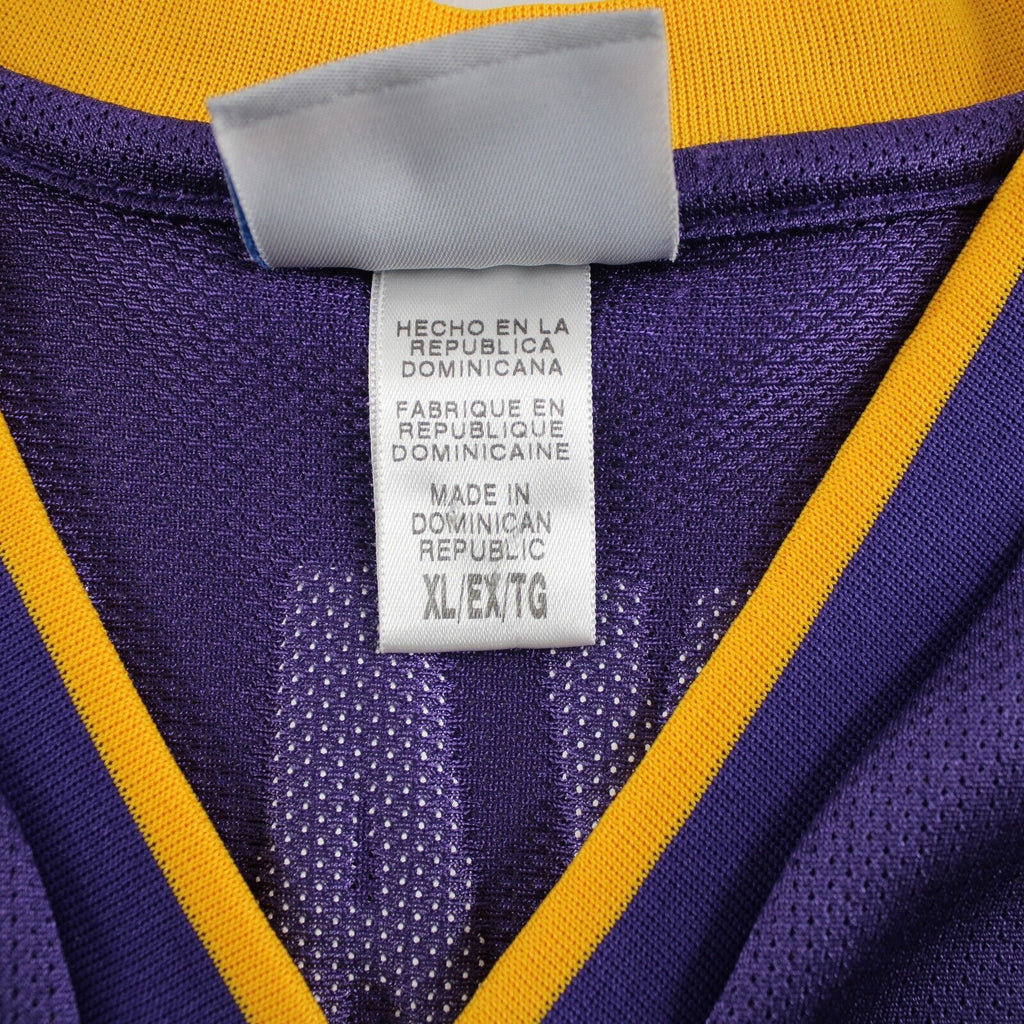 HECHO EN LA
REPUBLICA
DOMINICANA
FABRIQUE EN
REPUBLIQUE
DOMINICAINE
MADE IN
DOMINICAN
REPUBLIC
XL/EX/TG